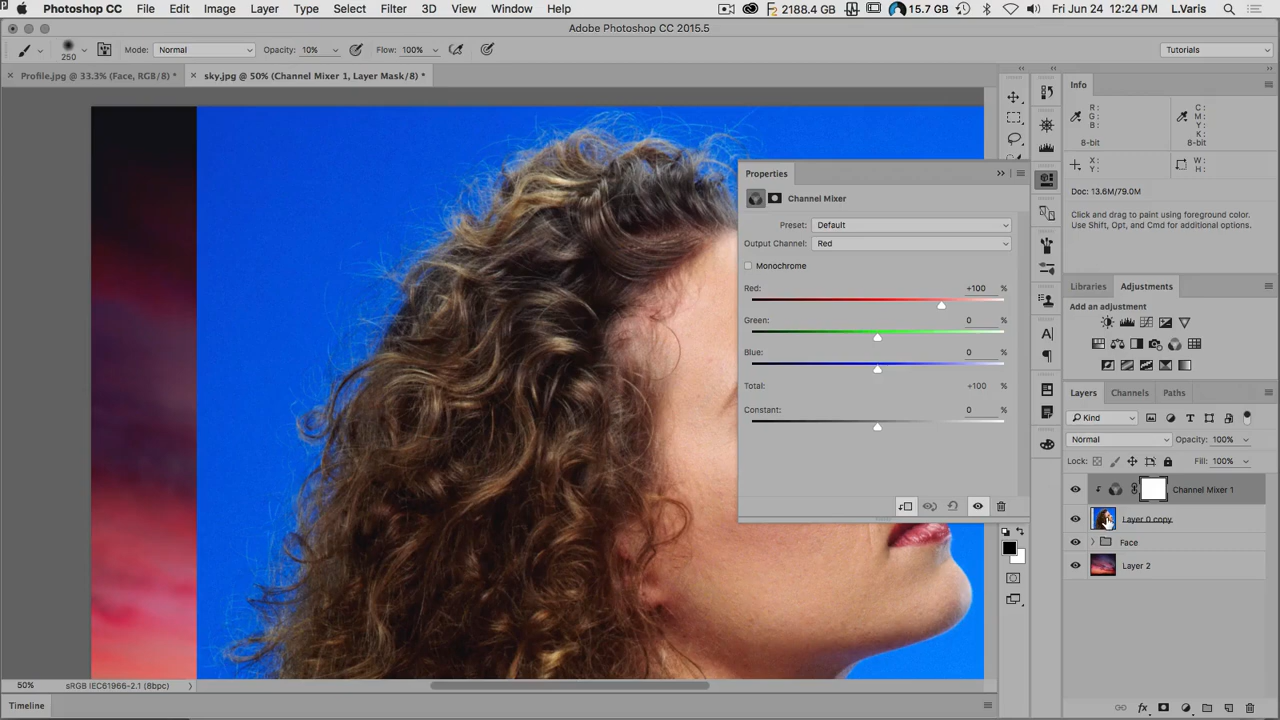 Photoshop CC File Edit Image Layer Type Select Filter 3D View Window Help 2188.4G 15.7 G Fri Jun 24 12:24 PM L.Varis
Adobe Photoshop CC 2015.5
250 Mode: Normal Opacity: 10% Flow: 100% Tutorials
Profile.jpg @ 33.3% (Face, RGB/8) * sky.jpg @ 50% (Channel Mixer 1, Layer Mask/8) *
Info
R: C:
G: M:
B: Y:
K:
8-bit 8-bit
X: W:
Y: H:
Doc: 13.6M/79.0M
Click and drag to paint using foreground color.
Use Shift, Opt, and Cmd for additional options.
Properties
Channel Mixer
Preset: Default
Output Channel: Red
Monochrome
Red: +100 %
Green: 0 %
Blue: 0 %
Total: +100 %
Constant: 0 %
Libraries Adjustments
Add an adjustment
Layers Channels Paths
Kind
Normal Opacity: 100%
Lock: Fill: 100%
Channel Mixer 1
Layer 0 copy
Face
Layer 2
50% sRGB IEC61966-2.1 (8bpc)
Timeline